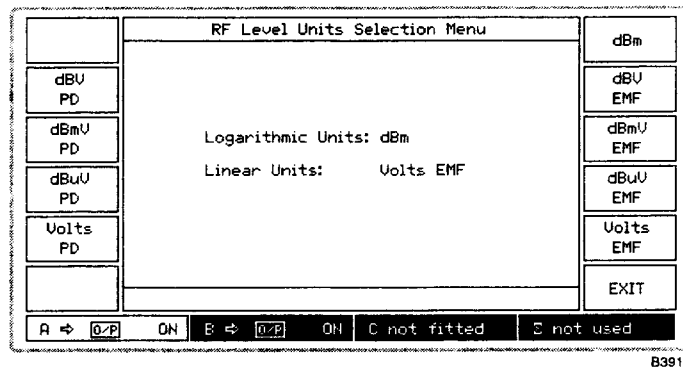 RF Level Units Selection Menu
dBm
dBV
PD
dBV
EMF
dBmV
PD
Logarithmic Units: dBm
dBmV
EMF
dBuV
PD
Linear Units: Volts EMF
dBuV
EMF
Volts
PD
Volts
EMF
EXIT
A ⇨ O/P ON
B ⇨ O/P ON
C not fitted
Σ not used
B391